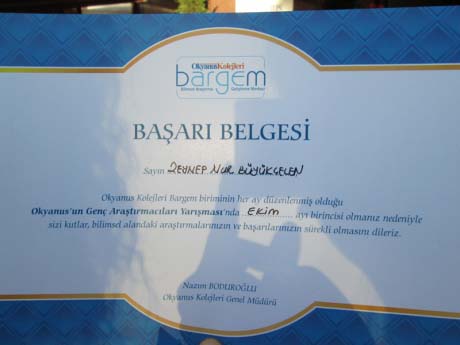 Okyanus Kolejleri
bargem
Bilimsel Araştırma Geliştirme Merkezi
BAŞARI BELGESİ
Sayın ZEYNEP NUR BÜYÜKGELEN
Okyanus Kolejleri Bargem biriminin her ay düzenlenmiş olduğu
Okyanus'un Genç Araştırmacıları Yarışması'nda ..EKİM.......... ayı birincisi olmanız nedeniyle
sizi kutlar, bilimsel alandaki araştırmalarınızın ve başarılarınızın sürekli olmasını dileriz.
Nazım BODUROĞLU
Okyanus Kolejleri Genel Müdürü